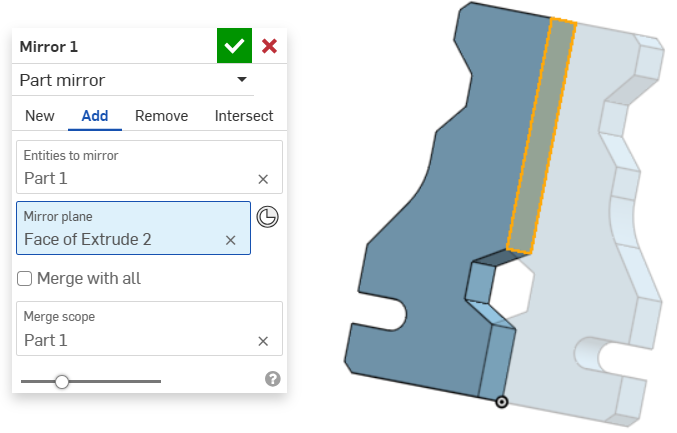 Mirror 1
Part mirror
New Add Remove Intersect
Entities to mirror
Part 1
Mirror plane
Face of Extrude 2
Merge with all
Merge scope
Part 1